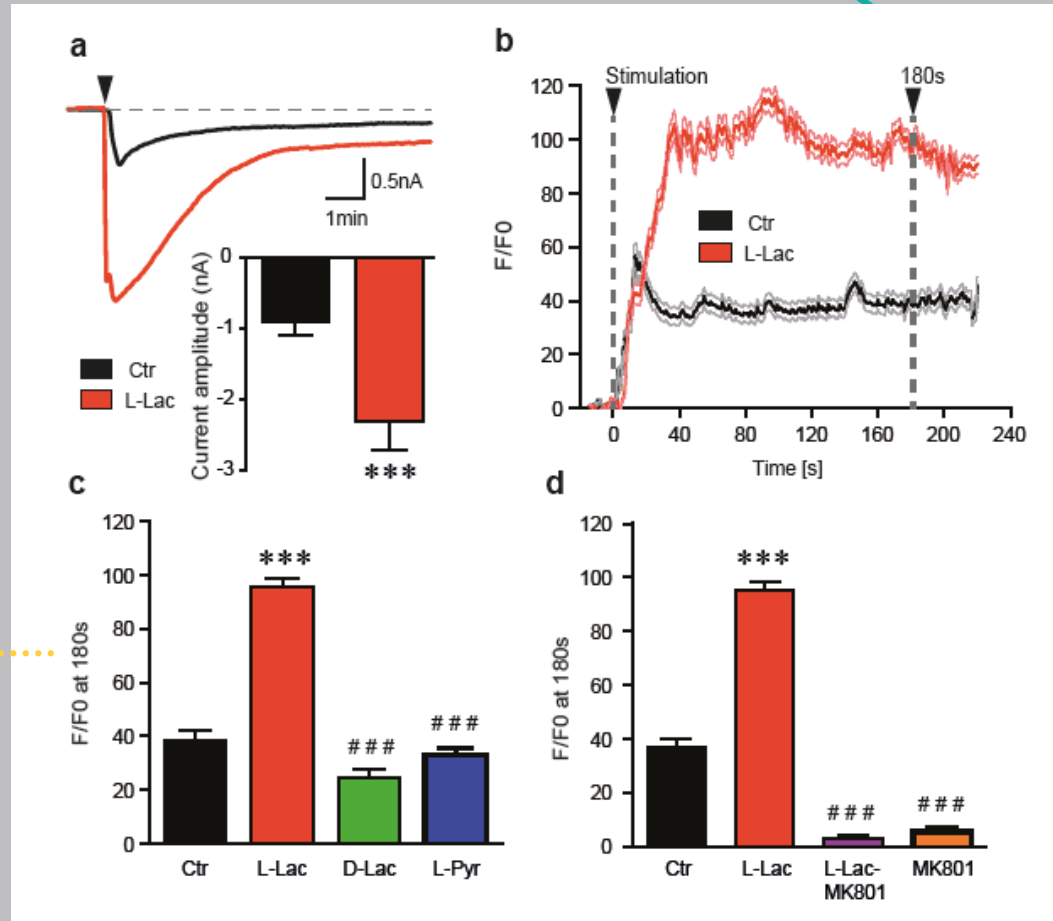 a
0.5nA
1min
Current amplitude (nA)
0
-1
-2
-3
Ctr
L-Lac
***
b
Stimulation
180s
F/F0
120
100
80
60
40
20
0
Ctr
L-Lac
0
40
80
120
160
200
240
Time [s]
c
F/F0 at 180s
120
100
80
60
40
20
0
***
###
###
Ctr
L-Lac
D-Lac
L-Pyr
d
F/F0 at 180s
120
100
80
60
40
20
0
***
###
###
Ctr
L-Lac
L-Lac-
MK801
MK801